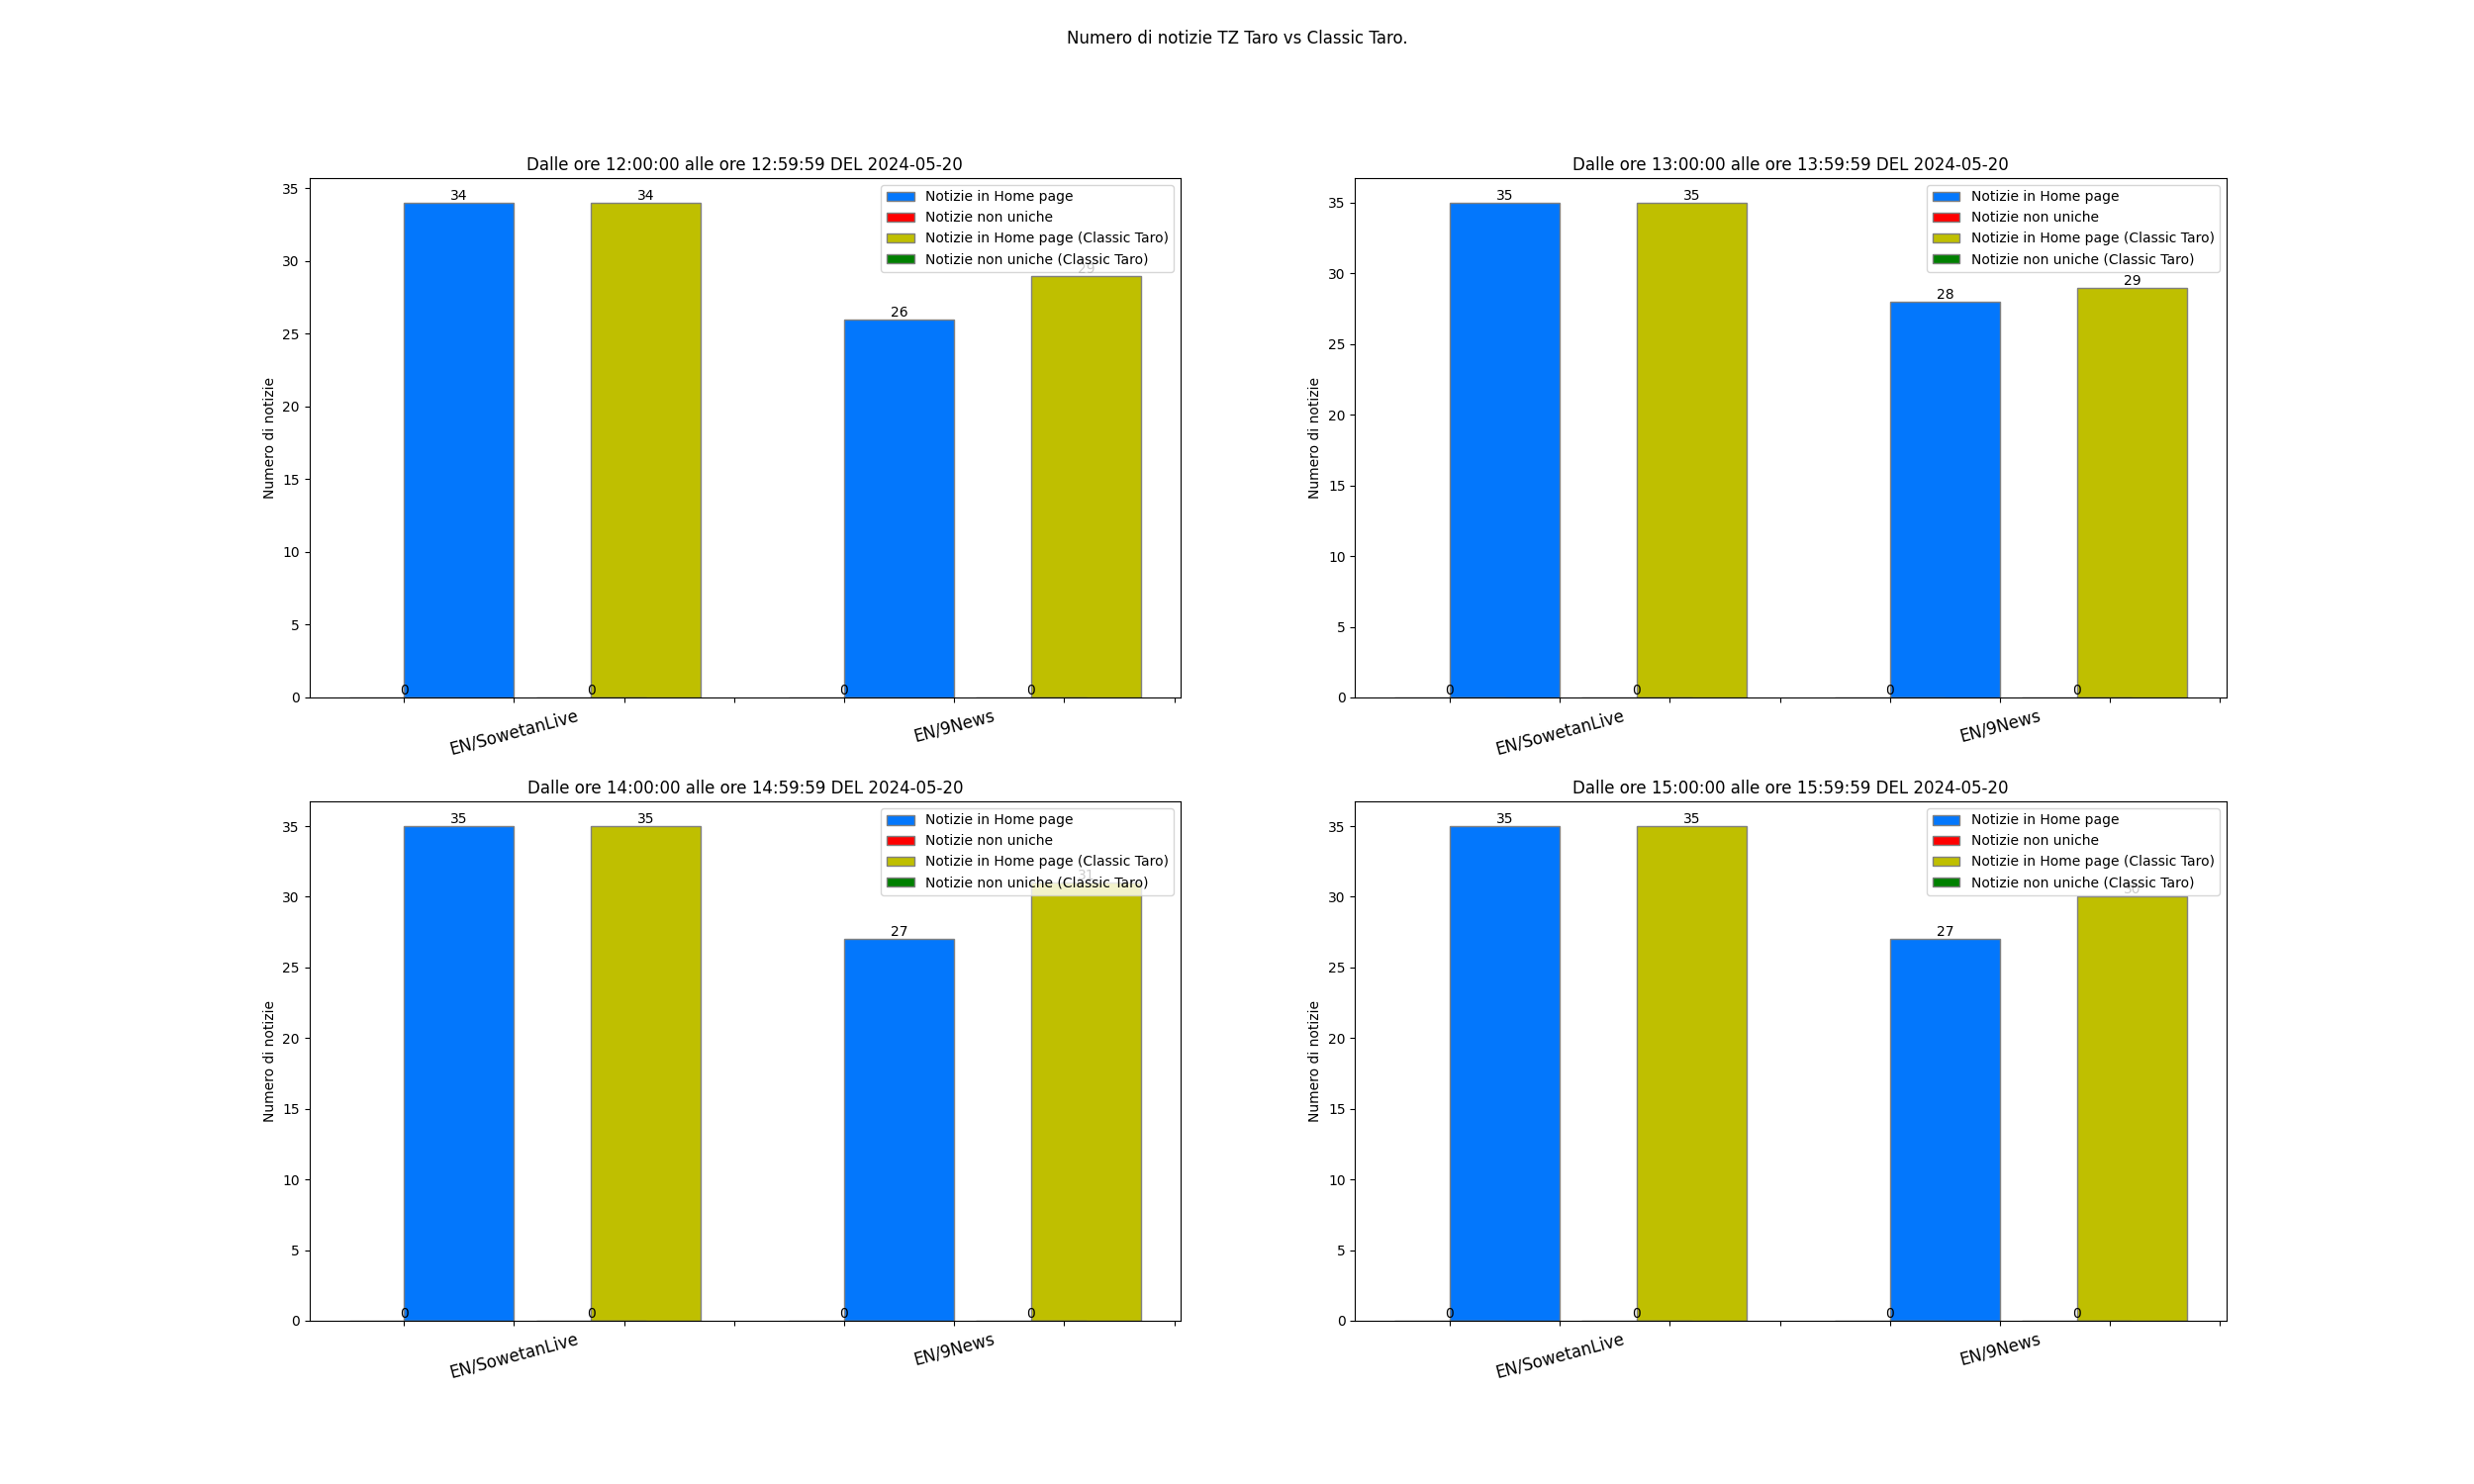 Numero di notizie TZ Taro vs Classic Taro.
Dalle ore 12:00:00 alle ore 12:59:59 DEL 2024-05-20
Numero di notizie
35
30
25
20
15
10
5
0
34
34
26
29
0
0
0
0
Notizie in Home page
Notizie non uniche
Notizie in Home page (Classic Taro)
Notizie non uniche (Classic Taro)
EN/SowetanLive
EN/9News
Dalle ore 13:00:00 alle ore 13:59:59 DEL 2024-05-20
Numero di notizie
35
30
25
20
15
10
5
0
35
35
28
29
0
0
0
0
Notizie in Home page
Notizie non uniche
Notizie in Home page (Classic Taro)
Notizie non uniche (Classic Taro)
EN/SowetanLive
EN/9News
Dalle ore 14:00:00 alle ore 14:59:59 DEL 2024-05-20
Numero di notizie
35
30
25
20
15
10
5
0
35
35
27
31
0
0
0
0
Notizie in Home page
Notizie non uniche
Notizie in Home page (Classic Taro)
Notizie non uniche (Classic Taro)
EN/SowetanLive
EN/9News
Dalle ore 15:00:00 alle ore 15:59:59 DEL 2024-05-20
Numero di notizie
35
30
25
20
15
10
5
0
35
35
27
30
0
0
0
0
Notizie in Home page
Notizie non uniche
Notizie in Home page (Classic Taro)
Notizie non uniche (Classic Taro)
EN/SowetanLive
EN/9News